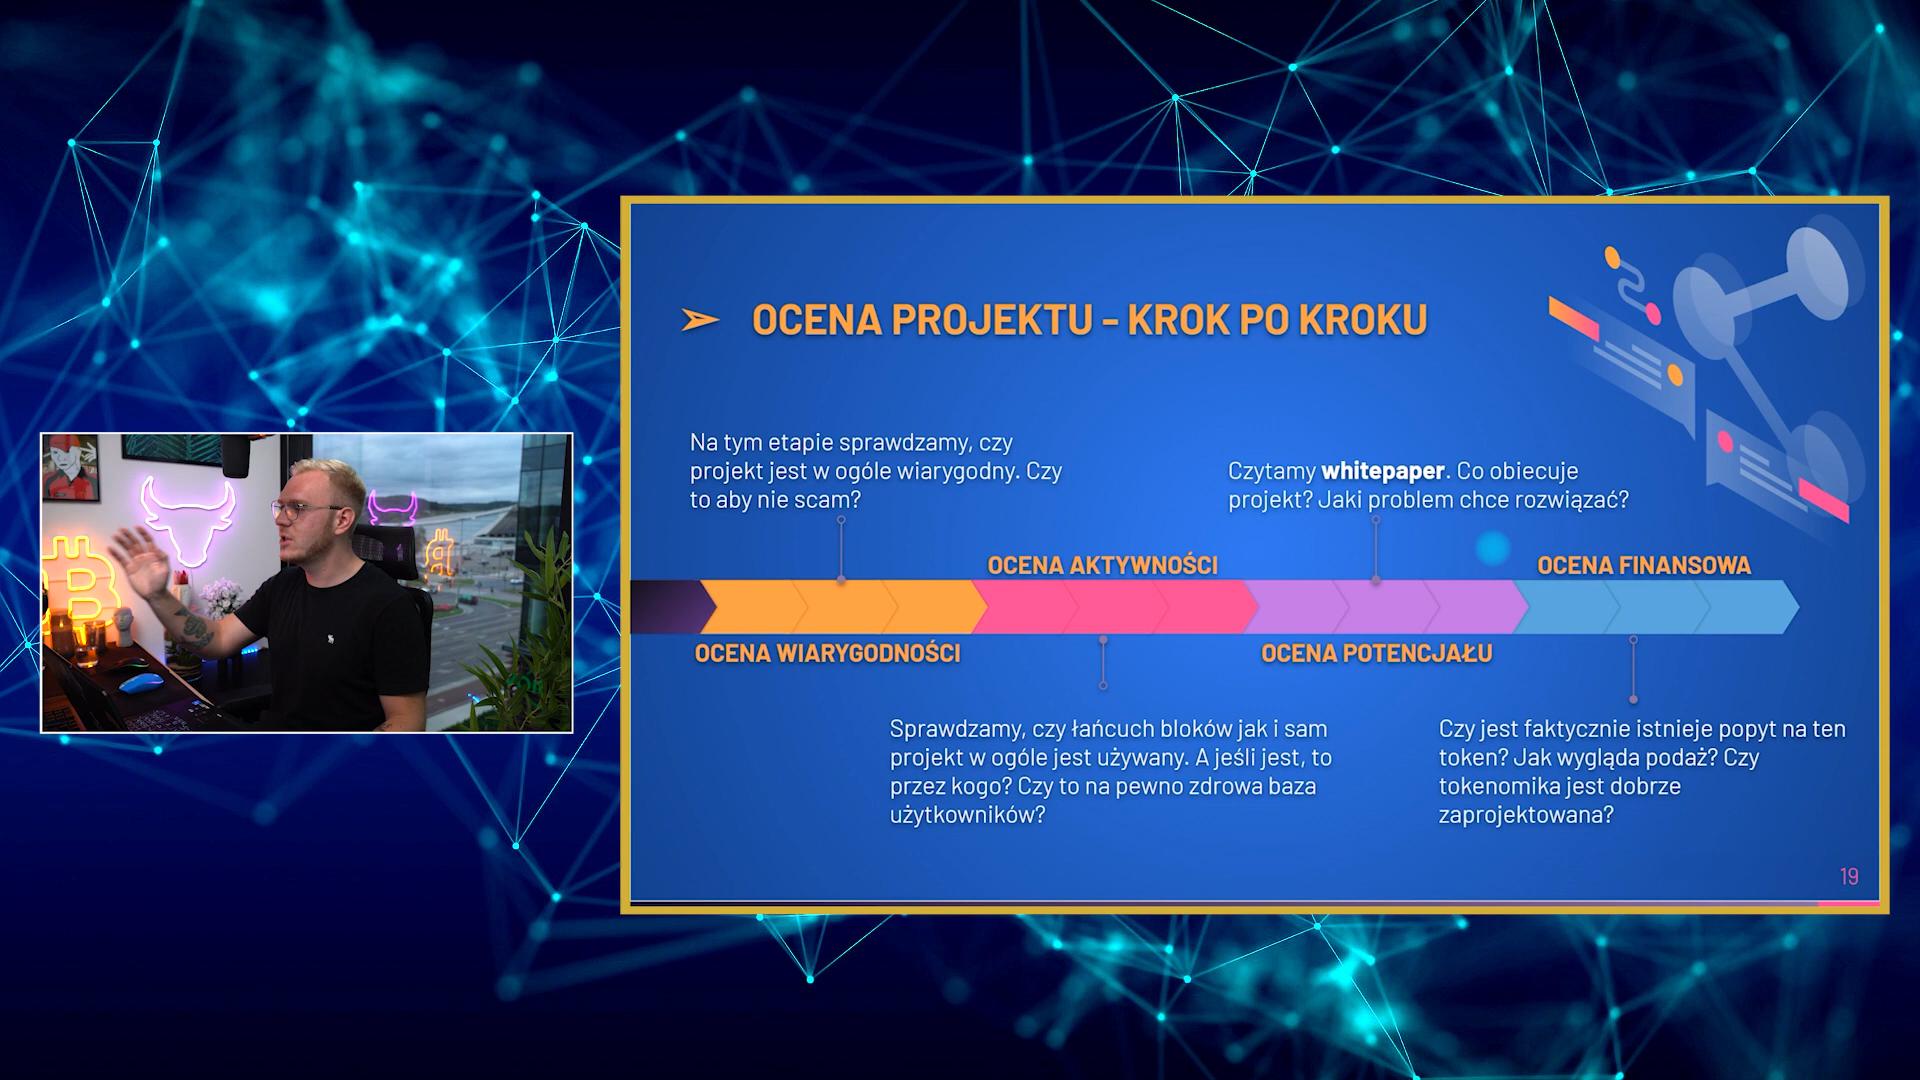 ➢ OCENA PROJEKTU - KROK PO KROKU
Na tym etapie sprawdzamy, czy
projekt jest w ogóle wiarygodny. Czy
to aby nie scam?
Czytamy whitepaper. Co obiecuje
projekt? Jaki problem chce rozwiązać?
OCENA AKTYWNOŚCI
OCENA FINANSOWA
OCENA WIARYGODNOŚCI
OCENA POTENCJAŁU
Sprawdzamy, czy łańcuch bloków jak i sam
projekt w ogóle jest używany. A jeśli jest, to
przez kogo? Czy to na pewno zdrowa baza
użytkowników?
Czy jest faktycznie istnieje popyt na ten
token? Jak wygląda podaż? Czy
tokenomika jest dobrze
zaprojektowana?
19